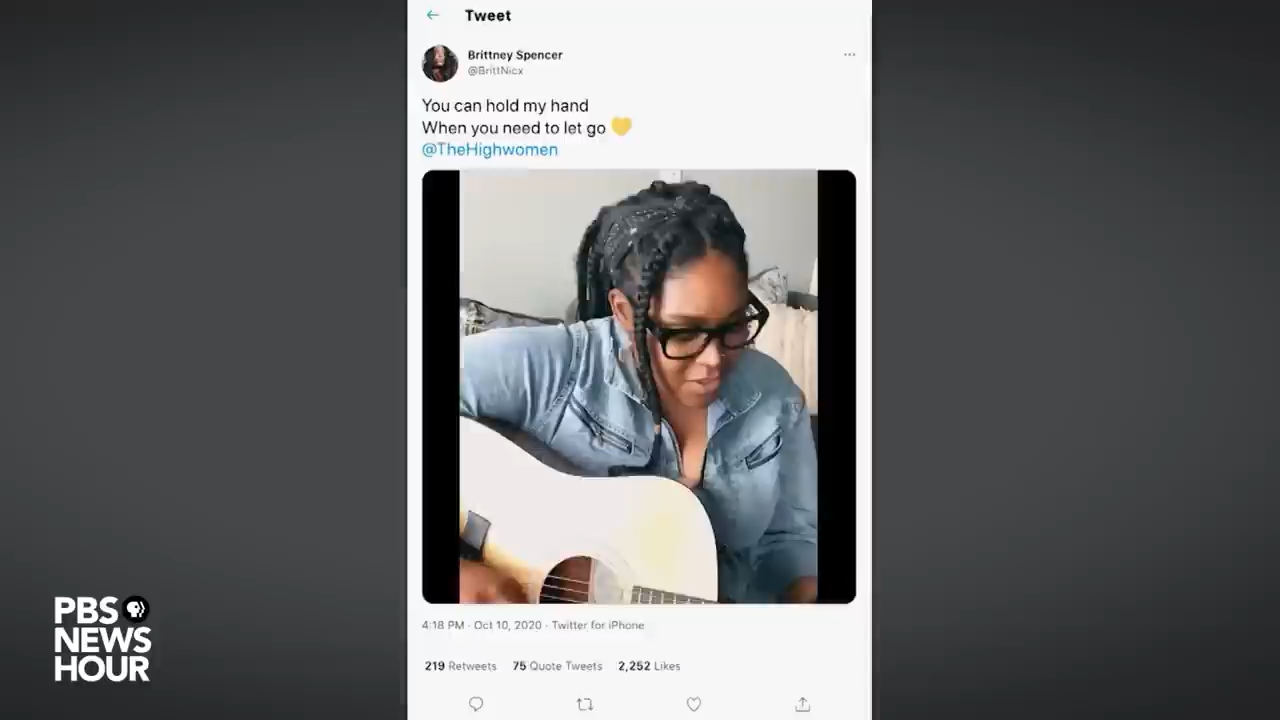 Tweet
Brittney Spencer
@BrittNicx
You can hold my hand
When you need to let go 💛
@TheHighwomen
4:18 PM · Oct 10, 2020 · Twitter for iPhone
219 Retweets 75 Quote Tweets 2,252 Likes
PBS
NEWS
HOUR